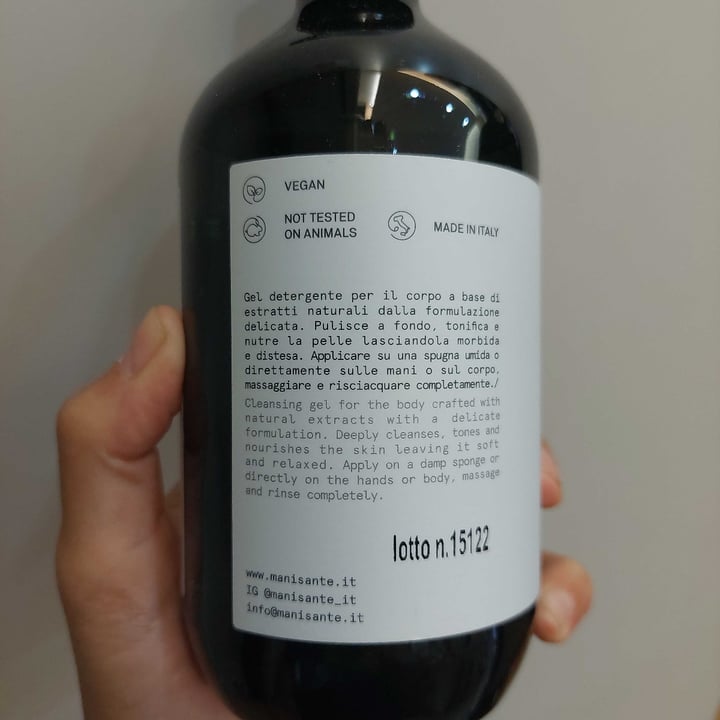 VEGAN
NOT TESTED
ON ANIMALS
MADE IN ITALY
Gel detergente per il corpo a base di
estratti naturali dalla formulazione
delicata. Pulisce a fondo, tonifica e
nutre la pelle lasciandola morbida
e distesa. Applicare su una spugna umida o
direttamente sulle mani o sul corpo,
massaggiare e risciacquare completamente./
Cleansing gel for the body crafted with
natural extracts with a delicate
formulation. Deeply cleanses, tones and
nourishes the skin leaving it soft
and relaxed. Apply on a damp sponge or
directly on the hands or body, massage
and rinse completely.
lotto n.15122
www.manisante.it
IG @manisante_it
info@manisante.it